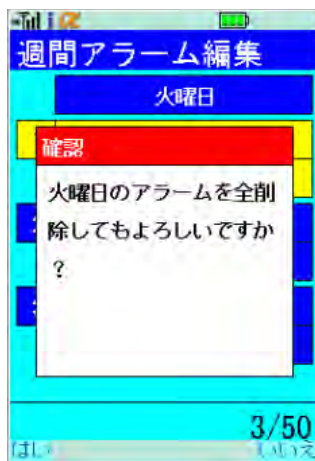 週間アラーム編集
火曜日
確認
火曜日のアラームを全削
除してもよろしいですか
?
3/50
はい
いいえ